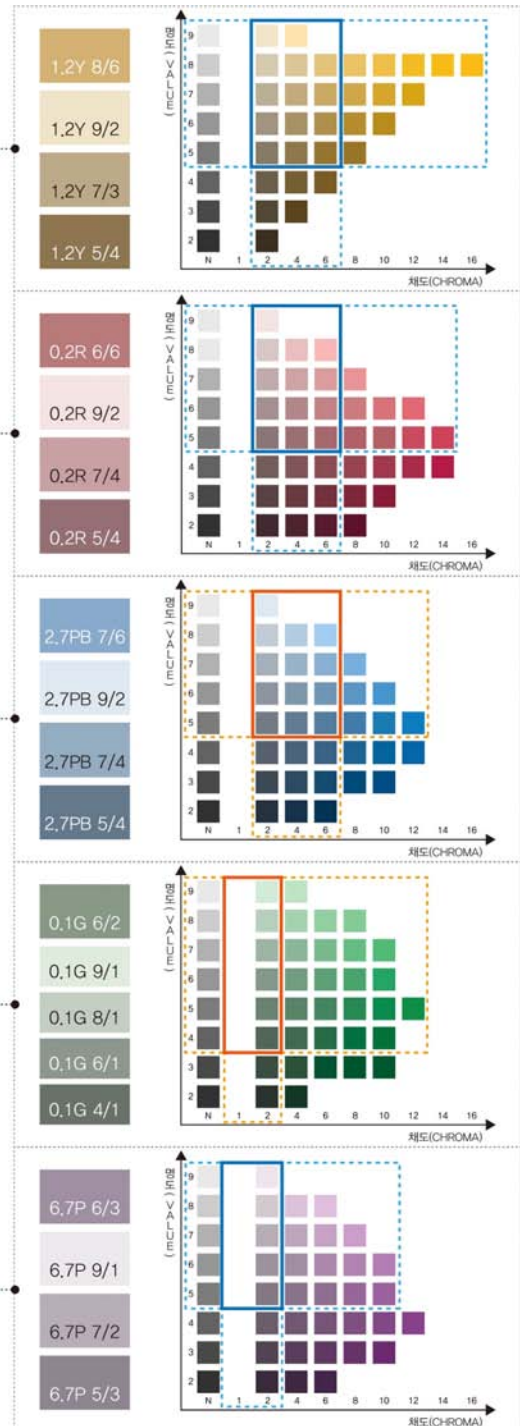 1.2Y 8/6
1.2Y 9/2
1.2Y 7/3
1.2Y 5/4
명도(VALUE)
9
8
7
6
5
4
3
2
N 1 2 4 6 8 10 12 14 16
채도(CHROMA)
0.2R 6/6
0.2R 9/2
0.2R 7/4
0.2R 5/4
명도(VALUE)
9
8
7
6
5
4
3
2
N 1 2 4 6 8 10 12 14 16
채도(CHROMA)
2.7PB 7/6
2.7PB 9/2
2.7PB 7/4
2.7PB 5/4
명도(VALUE)
9
8
7
6
5
4
3
2
N 1 2 4 6 8 10 12 14 16
채도(CHROMA)
0.1G 6/2
0.1G 9/1
0.1G 8/1
0.1G 6/1
0.1G 4/1
명도(VALUE)
9
8
7
6
5
4
3
2
N 1 2 4 6 8 10 12 14 16
채도(CHROMA)
6.7P 6/3
6.7P 9/1
6.7P 7/2
6.7P 5/3
명도(VALUE)
9
8
7
6
5
4
3
2
N 1 2 4 6 8 10 12 14 16
채도(CHROMA)